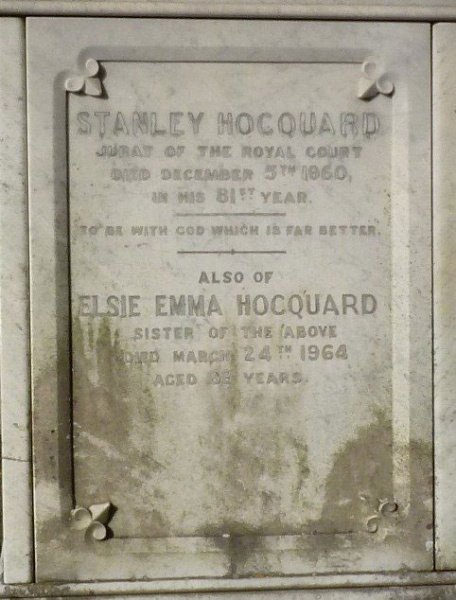 STANLEY HOCQUARD
JURAT OF THE ROYAL COURT
DIED DECEMBER 5TH 1960,
IN HIS 81ST YEAR.
TO BE WITH GOD WHICH IS FAR BETTER.
ALSO OF
ELSIE EMMA HOCQUARD
SISTER OF THE ABOVE
DIED MARCH 24TH 1964
AGED YEARS.